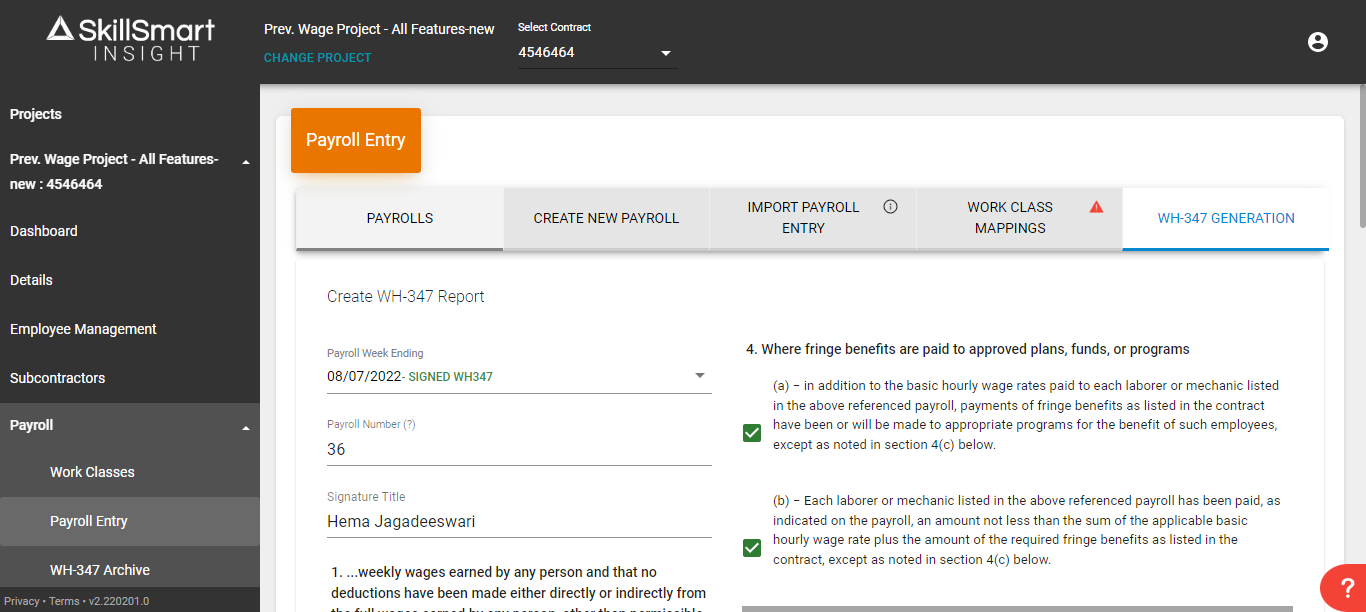 SkillSmart
INSIGHT
Prev. Wage Project - All Features-new
CHANGE PROJECT
Select Contract
4546464
Projects
Prev. Wage Project - All Features-
new : 4546464
Dashboard
Details
Employee Management
Subcontractors
Payroll
Work Classes
Payroll Entry
WH-347 Archive
Privacy • Terms • v2.220201.0
Payroll Entry
PAYROLLS
CREATE NEW PAYROLL
IMPORT PAYROLL
ENTRY
WORK CLASS
MAPPINGS
WH-347 GENERATION
Create WH-347 Report
Payroll Week Ending
08/07/2022- SIGNED WH347
Payroll Number (?)
36
Signature Title
Hema Jagadeeswari
1. ...weekly wages earned by any person and that no
deductions have been made either directly or indirectly from
the full wages earned by any person, other than permissible
4. Where fringe benefits are paid to approved plans, funds, or programs
(a) – in addition to the basic hourly wage rates paid to each laborer or mechanic listed
in the above referenced payroll, payments of fringe benefits as listed in the contract
have been or will be made to appropriate programs for the benefit of such employees,
except as noted in section 4(c) below.
(b) – Each laborer or mechanic listed in the above referenced payroll has been paid, as
indicated on the payroll, an amount not less than the sum of the applicable basic
hourly wage rate plus the amount of the required fringe benefits as listed in the
contract, except as noted in section 4(c) below.
?